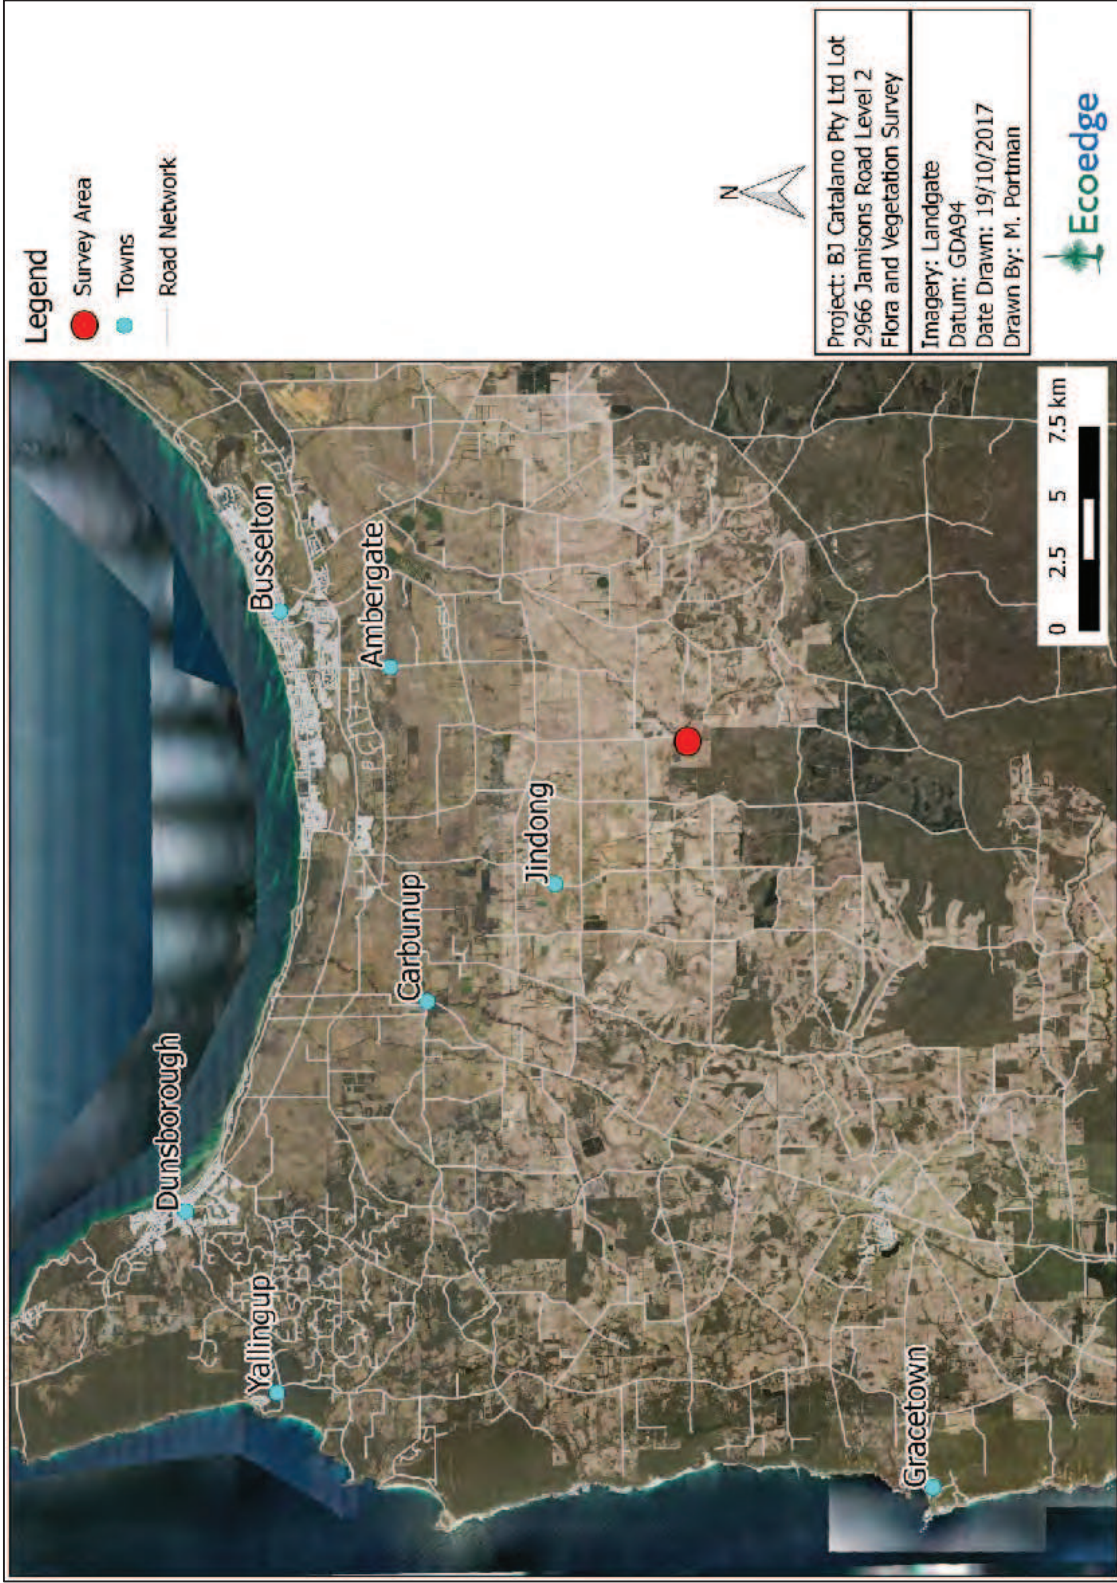 Legend
Survey Area
Towns
Road Network
Busselton
Ambergate
Dunsborough
Carbunup
Jindong
Yallingup
Gracetown
N
Project: BJ Catalano Pty Ltd Lot
2966 Jamisons Road Level 2
Flora and Vegetation Survey
Imagery: Landgate
Datum: GDA94
Date Drawn: 19/10/2017
Drawn By: M. Portman
0 2.5 5 7.5 km
Ecoedge